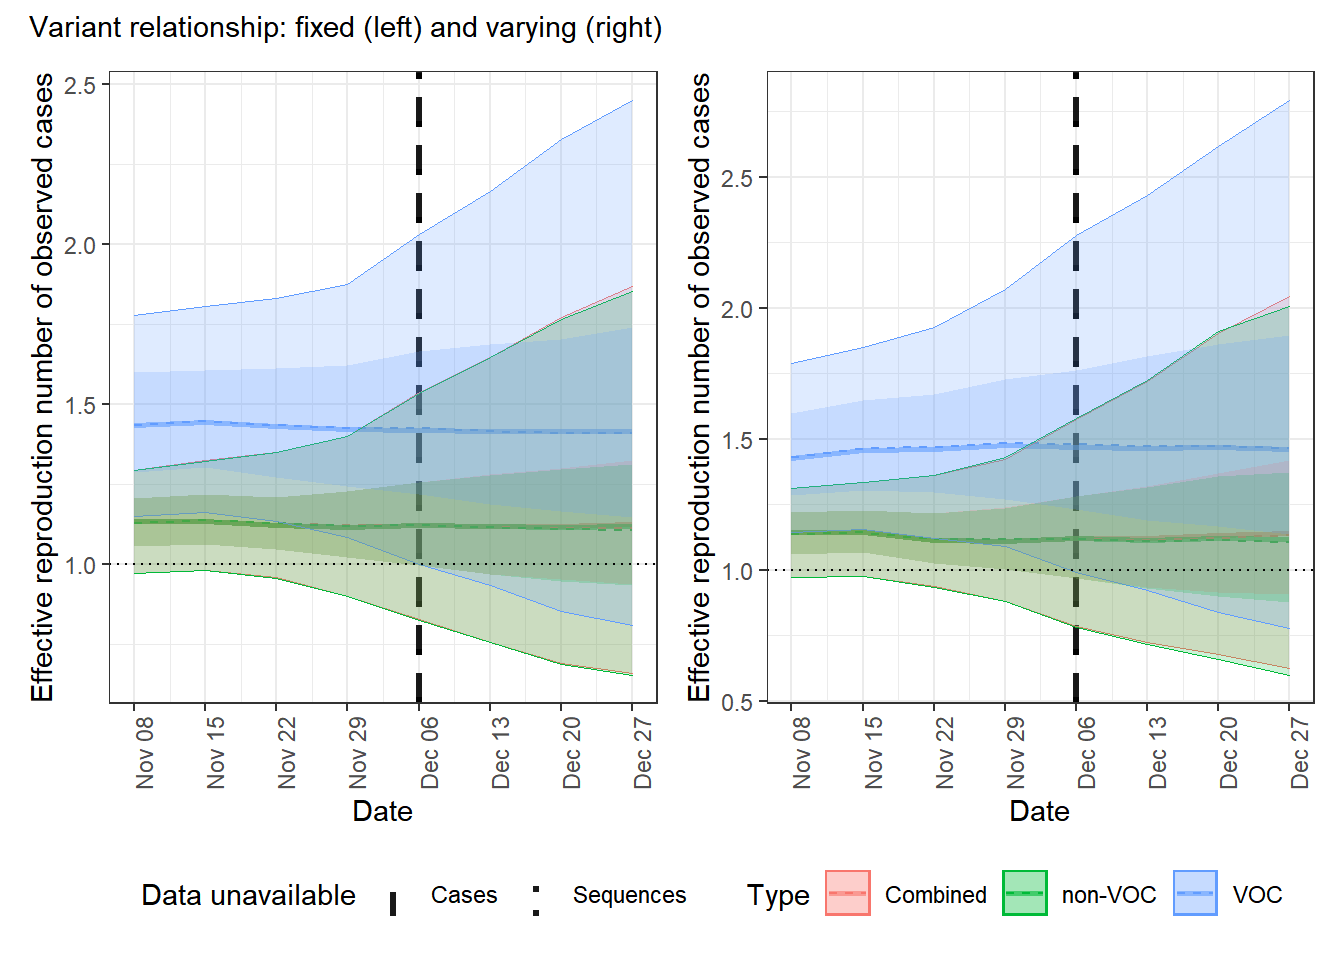 Variant relationship: fixed (left) and varying (right)
Effective reproduction number of observed cases
2.5
2.0
1.5
1.0
Nov 08
Nov 15
Nov 22
Nov 29
Dec 06
Dec 13
Dec 20
Dec 27
Date
Effective reproduction number of observed cases
2.5
2.0
1.5
1.0
0.5
Nov 08
Nov 15
Nov 22
Nov 29
Dec 06
Dec 13
Dec 20
Dec 27
Date
Data unavailable Cases Sequences Type Combined non-VOC VOC